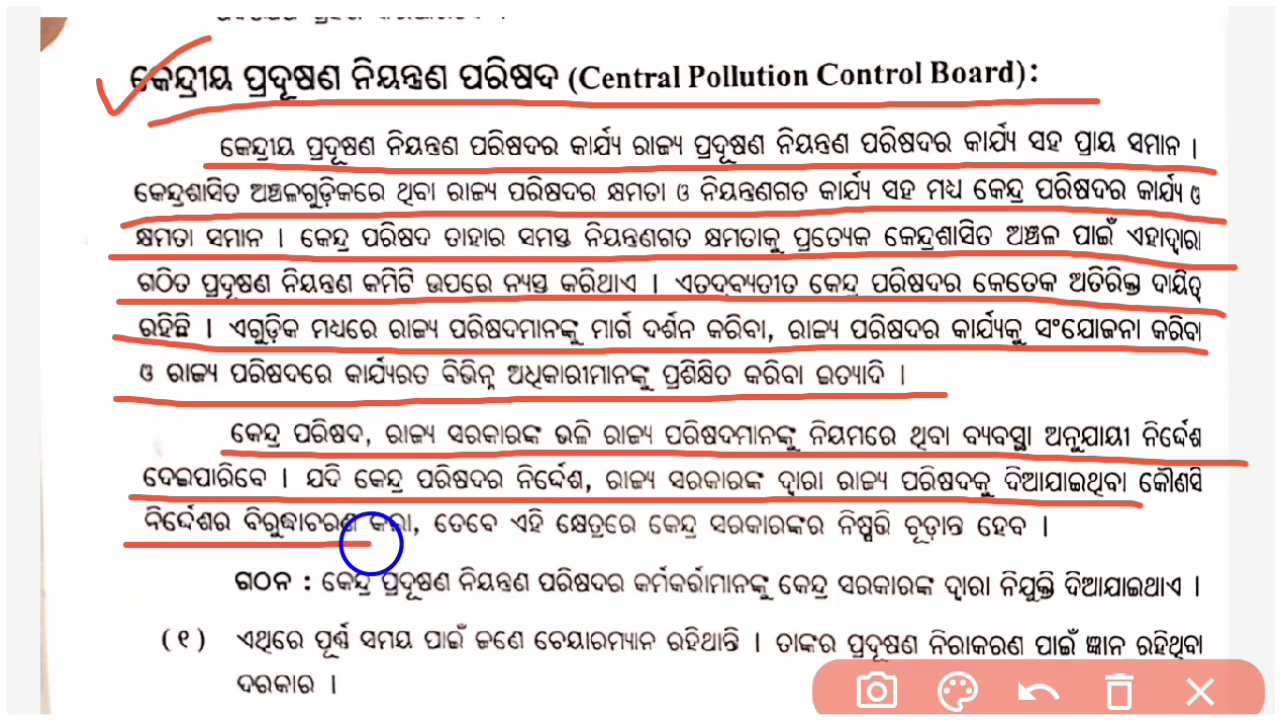 କେନ୍ଦ୍ରୀୟ ପ୍ରଦୂଷଣ ନିୟନ୍ତ୍ରଣ ପରିଷଦ (Central Pollution Control Board):
କେନ୍ଦ୍ରୀୟ ପ୍ରଦୂଷଣ ନିୟନ୍ତ୍ରଣ ପରିଷଦର କାର୍ଯ୍ୟ ରାଜ୍ୟ ପ୍ରଦୂଷଣ ନିୟନ୍ତ୍ରଣ ପରିଷଦର କାର୍ଯ୍ୟ ସହ ପ୍ରାୟ ସମାନ ।
କେନ୍ଦ୍ରଶାସିତ ଅଞ୍ଚଳଗୁଡ଼ିକରେ ଥିବା ରାଜ୍ୟ ପରିଷଦର କ୍ଷମତା ଓ ନିୟନ୍ତ୍ରଣଗତ କାର୍ଯ୍ୟ ସହ ମଧ୍ୟ କେନ୍ଦ୍ର ପରିଷଦର କାର୍ଯ୍ୟ ଓ
କ୍ଷମତା ସମାନ । କେନ୍ଦ୍ର ପରିଷଦ ତାହାର ସମସ୍ତ ନିୟନ୍ତ୍ରଣଗତ କ୍ଷମତାକୁ ପ୍ରତ୍ୟେକ କେନ୍ଦ୍ରଶାସିତ ଅଞ୍ଚଳ ପାଇଁ ଏହାଦ୍ୱାରା
ଗଠିତ ପ୍ରଦୂଷଣ ନିୟନ୍ତ୍ରଣ କମିଟି ଉପରେ ନ୍ୟସ୍ତ କରିଥାଏ । ଏତଦ୍‌ବ୍ୟତୀତ କେନ୍ଦ୍ର ପରିଷଦର କେତେକ ଅତିରିକ୍ତ ଦାୟିତ୍ୱ
ରହିଛି । ଏଗୁଡ଼ିକ ମଧ୍ୟରେ ରାଜ୍ୟ ପରିଷଦମାନଙ୍କୁ ମାର୍ଗ ଦର୍ଶନ କରିବା, ରାଜ୍ୟ ପରିଷଦର କାର୍ଯ୍ୟକୁ ସଂଯୋଜନା କରିବା
ଓ ରାଜ୍ୟ ପରିଷଦରେ କାର୍ଯ୍ୟରତ ବିଭିନ୍ନ ଅଧିକାରୀମାନଙ୍କୁ ପ୍ରଶିକ୍ଷିତ କରିବା ଇତ୍ୟାଦି ।
କେନ୍ଦ୍ର ପରିଷଦ, ରାଜ୍ୟ ସରକାରଙ୍କ ଭଳି ରାଜ୍ୟ ପରିଷଦମାନଙ୍କୁ ନିୟମରେ ଥିବା ବ୍ୟବସ୍ଥା ଅନୁଯାୟୀ ନିର୍ଦ୍ଦେଶ
ଦେଇପାରିବେ । ଯଦି କେନ୍ଦ୍ର ପରିଷଦର ନିର୍ଦ୍ଦେଶ, ରାଜ୍ୟ ସରକାରଙ୍କ ଦ୍ୱାରା ରାଜ୍ୟ ପରିଷଦକୁ ଦିଆଯାଇଥିବା କୌଣସି
ନିର୍ଦ୍ଦେଶର ବିରୁଦ୍ଧାଚରଣ କରା, ତେବେ ଏହି କ୍ଷେତ୍ରରେ କେନ୍ଦ୍ର ସରକାରଙ୍କର ନିଷ୍ପତ୍ତି ଚୂଡ଼ାନ୍ତ ହେବ ।
ଗଠନ : କେନ୍ଦ୍ର ପ୍ରଦୂଷଣ ନିୟନ୍ତ୍ରଣ ପରିଷଦର କର୍ମକର୍ତ୍ତାମାନଙ୍କୁ କେନ୍ଦ୍ର ସରକାରଙ୍କ ଦ୍ୱାରା ନିଯୁକ୍ତି ଦିଆଯାଇଥାଏ ।
(୧) ଏଥିରେ ପୂର୍ଣ୍ଣ ସମୟ ପାଇଁ ଜଣେ ଚେୟାରମ୍ୟାନ ରହିଥାନ୍ତି । ତାଙ୍କର ପ୍ରଦୂଷଣ ନିରାକରଣ ପାଇଁ ଜ୍ଞାନ ରହିଥିବା
ଦରକାର ।